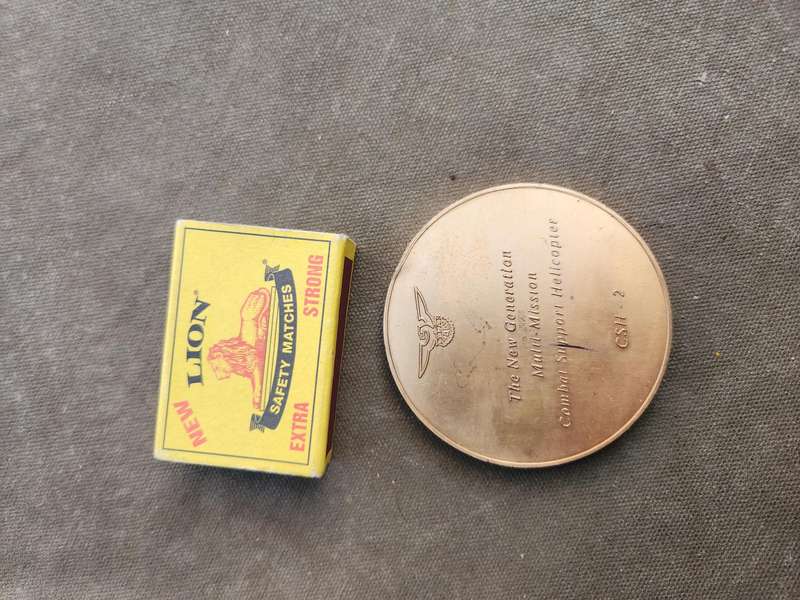 NEW LION®
SAFETY MATCHES
EXTRA STRONG
The New Generation
Multi-Mission
Combat Support Helicopter
CSH - 2